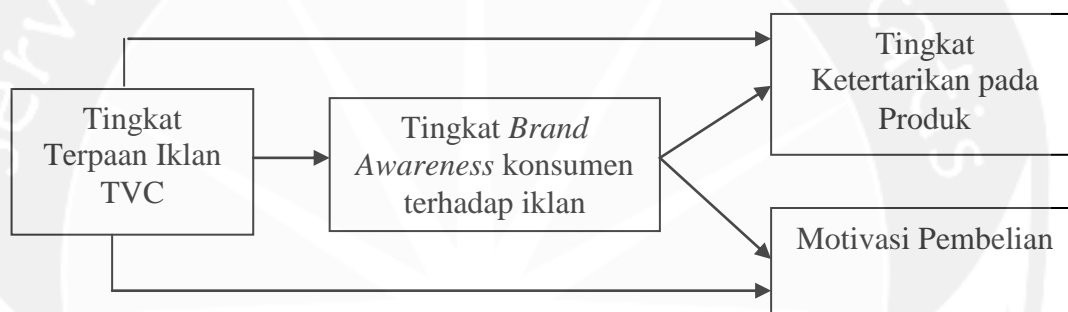 Tingkat
Terpaan Iklan
TVC
Tingkat Brand
Awareness konsumen
terhadap iklan
Tingkat
Ketertarikan pada
Produk
Motivasi Pembelian